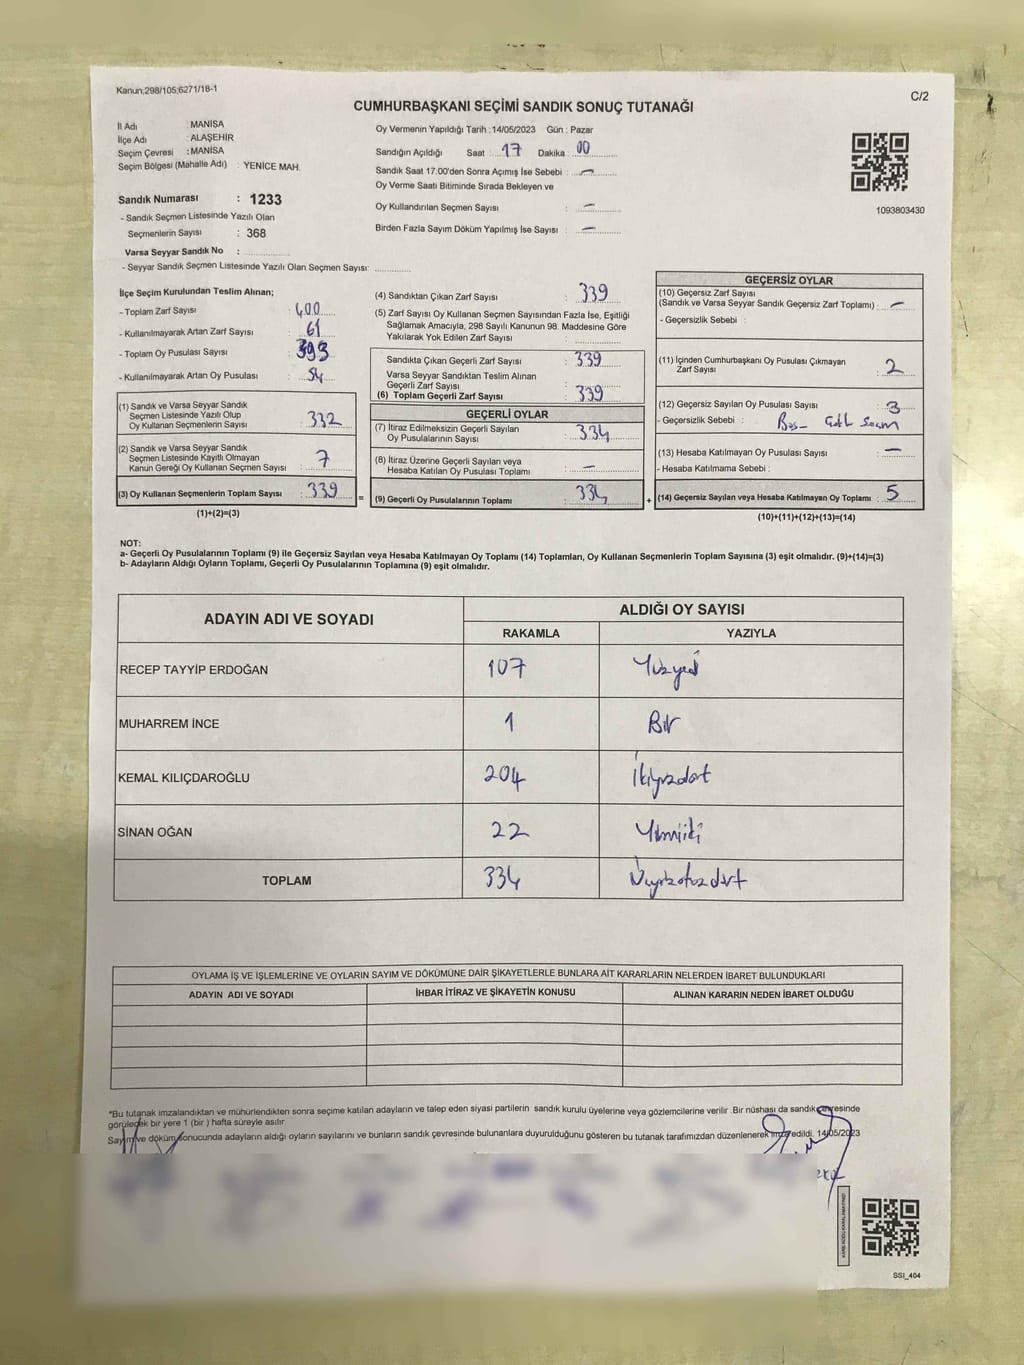 Kanun;298/105;6271/18-1
C/2
CUMHURBAŞKANI SEÇİMİ SANDIK SONUÇ TUTANAĞI
İl Adı : MANİSA
İlçe Adı : ALAŞEHİR
Seçim Çevresi : MANİSA
Seçim Bölgesi (Mahalle Adı) : YENİCE MAH.
Sandık Numarası : 1233
- Sandık Seçmen Listesinde Yazılı Olan
Seçmenlerin Sayısı : 368
Varsa Seyyar Sandık No :
- Seyyar Sandık Seçmen Listesinde Yazılı Olan Seçmen Sayısı:
Oy Vermenin Yapıldığı Tarih : 14/05/2023 Gün : Pazar
Sandığın Açıldığı Saat : 17 Dakika : 00
Sandık Saat 17.00'den Sonra Açımış İse Sebebi : —
Oy Verme Saati Bitiminde Sırada Bekleyen ve
Oy Kullandırılan Seçmen Sayısı : —
Birden Fazla Sayım Döküm Yapılmış İse Sayısı : —
1093803430
İlçe Seçim Kurulundan Teslim Alınan;
- Toplam Zarf Sayısı : 400
- Kullanılmayarak Artan Zarf Sayısı : 61
- Toplam Oy Pusulası Sayısı : 393
- Kullanılmayarak Artan Oy Pusulası : 54
(1) Sandık ve Varsa Seyyar Sandık
Seçmen Listesinde Yazılı Olup
Oy Kullanan Seçmenlerin Sayısı : 332
(2) Sandık ve Varsa Seyyar Sandık
Seçmen Listesinde Kayıtlı Olmayan
Kanun Gereği Oy Kullanan Seçmen Sayısı : 7
(3) Oy Kullanan Seçmenlerin Toplam Sayısı : 339
(1)+(2)=(3)
(4) Sandıktan Çıkan Zarf Sayısı : 339
(5) Zarf Sayısı Oy Kullanan Seçmen Sayısından Fazla İse, Eşitliği
Sağlamak Amacıyla, 298 Sayılı Kanunun 98. Maddesine Göre
Yakılarak Yok Edilen Zarf Sayısı :
Sandıkta Çıkan Geçerli Zarf Sayısı : 339
Varsa Seyyar Sandıktan Teslim Alınan
Geçerli Zarf Sayısı :
(6) Toplam Geçerli Zarf Sayısı : 339
GEÇERLİ OYLAR
(7) İtiraz Edilmeksizin Geçerli Sayılan
Oy Pusulalarının Sayısı : 334
(8) İtiraz Üzerine Geçerli Sayılan veya
Hesaba Katılan Oy Pusulası Toplamı : —
= (9) Geçerli Oy Pusulalarının Toplamı : 334
GEÇERSİZ OYLAR
(10) Geçersiz Zarf Sayısı
(Sandık ve Varsa Seyyar Sandık Geçersiz Zarf Toplamı) : —
- Geçersizlik Sebebi :
(11) İçinden Cumhurbaşkanı Oy Pusulası Çıkmayan
Zarf Sayısı : 2
(12) Geçersiz Sayılan Oy Pusulası Sayısı : 3
- Geçersizlik Sebebi :
(13) Hesaba Katılmayan Oy Pusulası Sayısı : —
- Hesaba Katılmama Sebebi :
+ (14) Geçersiz Sayılan veya Hesaba Katılmayan Oy Toplamı : 5
(10)+(11)+(12)+(13)=(14)
NOT:
a- Geçerli Oy Pusulalarının Toplamı (9) ile Geçersiz Sayılan veya Hesaba Katılmayan Oy Toplamı (14) Toplamları, Oy Kullanan Seçmenlerin Toplam Sayısına (3) eşit olmalıdır. (9)+(14)=(3)
b- Adayların Aldığı Oyların Toplamı, Geçerli Oy Pusulalarının Toplamına (9) eşit olmalıdır.
ADAYIN ADI VE SOYADI
ALDIĞI OY SAYISI
RAKAMLA YAZIYLA
RECEP TAYYİP ERDOĞAN 107 Yüzyedi
MUHARREM İNCE 1 Bir
KEMAL KILIÇDAROĞLU 204 İkiyüzdört
SİNAN OĞAN 22 Yirmiiki
TOPLAM 334 Üçyüzotuzdört
OYLAMA İŞ VE İŞLEMLERİNE VE OYLARIN SAYIM VE DÖKÜMÜNE DAİR ŞİKAYETLERLE BUNLARA AİT KARARLARIN NELERDEN İBARET BULUNDUKLARI
ADAYIN ADI VE SOYADI İHBAR İTİRAZ VE ŞİKAYETİN KONUSU ALINAN KARARIN NEDEN İBARET OLDUĞU
*Bu tutanak imzalandıktan ve mühürlendikten sonra seçime katılan adayların ve talep eden siyasi partilerin sandık kurulu üyelerine veya gözlemcilerine verilir .Bir nüshası da sandık çevresinde
görülecek bir yere 1 (bir ) hafta süreyle asılır
Sayım ve döküm sonucunda adayların aldığı oyların sayılarını ve bunların sandık çevresinde bulunanlara duyurulduğunu gösteren bu tutanak tarafımızdan düzenlenerek imza edildi. 14/05/2023
SSI_404